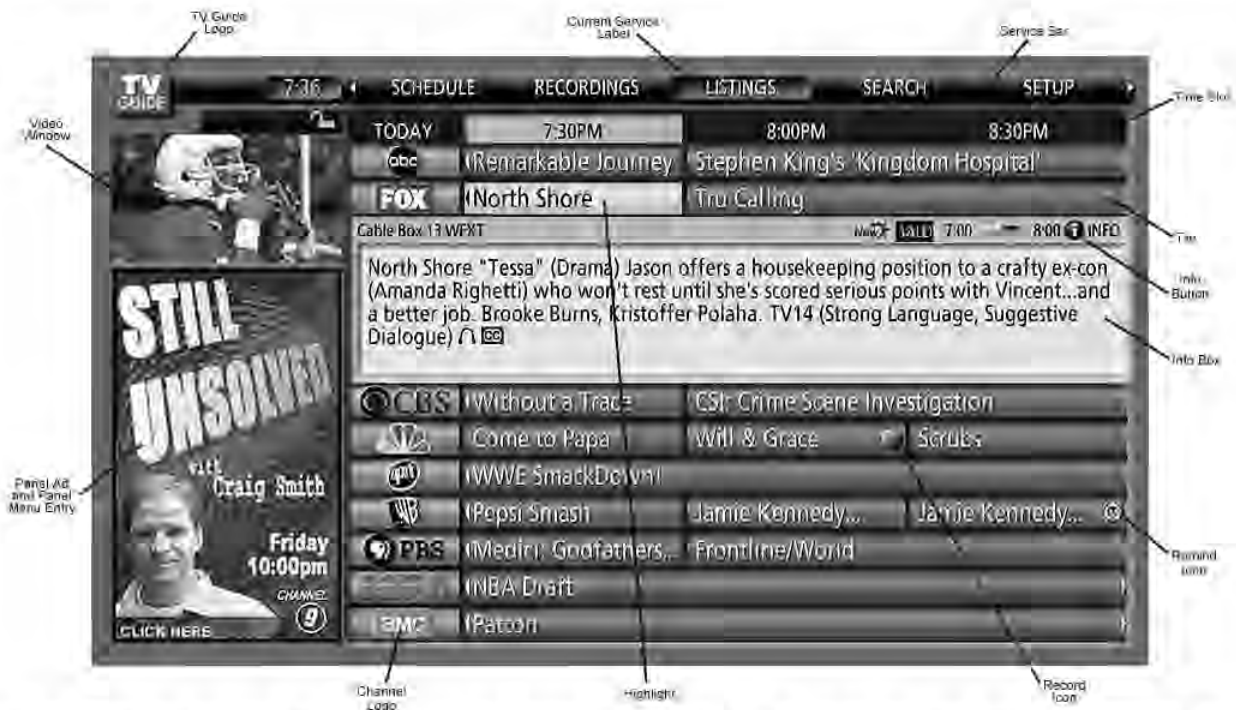 TV Guide
Logo
Current Service
Label
Service Bar
TV
GUIDE
7:36
SCHEDULE
RECORDINGS
LISTINGS
SEARCH
SETUP
Time Slot
Video
Window
TODAY
7:30PM
8:00PM
8:30PM
abc
Remarkable Journey
Stephen King's 'Kingdom Hospital'
FOX
North Shore
Tru Calling
Tile
Cable Box 13 WFXT
7:00
8:00
INFO
Info
Button
North Shore "Tessa" (Drama) Jason offers a housekeeping position to a crafty ex-con
(Amanda Righetti) who won't rest until she's scored serious points with Vincent...and
a better job. Brooke Burns, Kristoffer Polaha. TV14 (Strong Language, Suggestive
Dialogue) CC
Info Box
STILL
UNSOLVED
with
Craig Smith
Friday
10:00pm
CHANNEL
9
CLICK HERE
Panel Ad
and Panel
Menu Entry
CBS
Without a Trace
CSI: Crime Scene Investigation
Come to Papa
Will & Grace
Scrubs
upn
WWE SmackDown!
WB
Pepsi Smash
Jamie Kennedy...
Jamie Kennedy...
PBS
Medici: Godfathers...
Frontline/World
Remind
Icon
NBA Draft
Patton
Channel
Logo
Highlight
Record
Icon